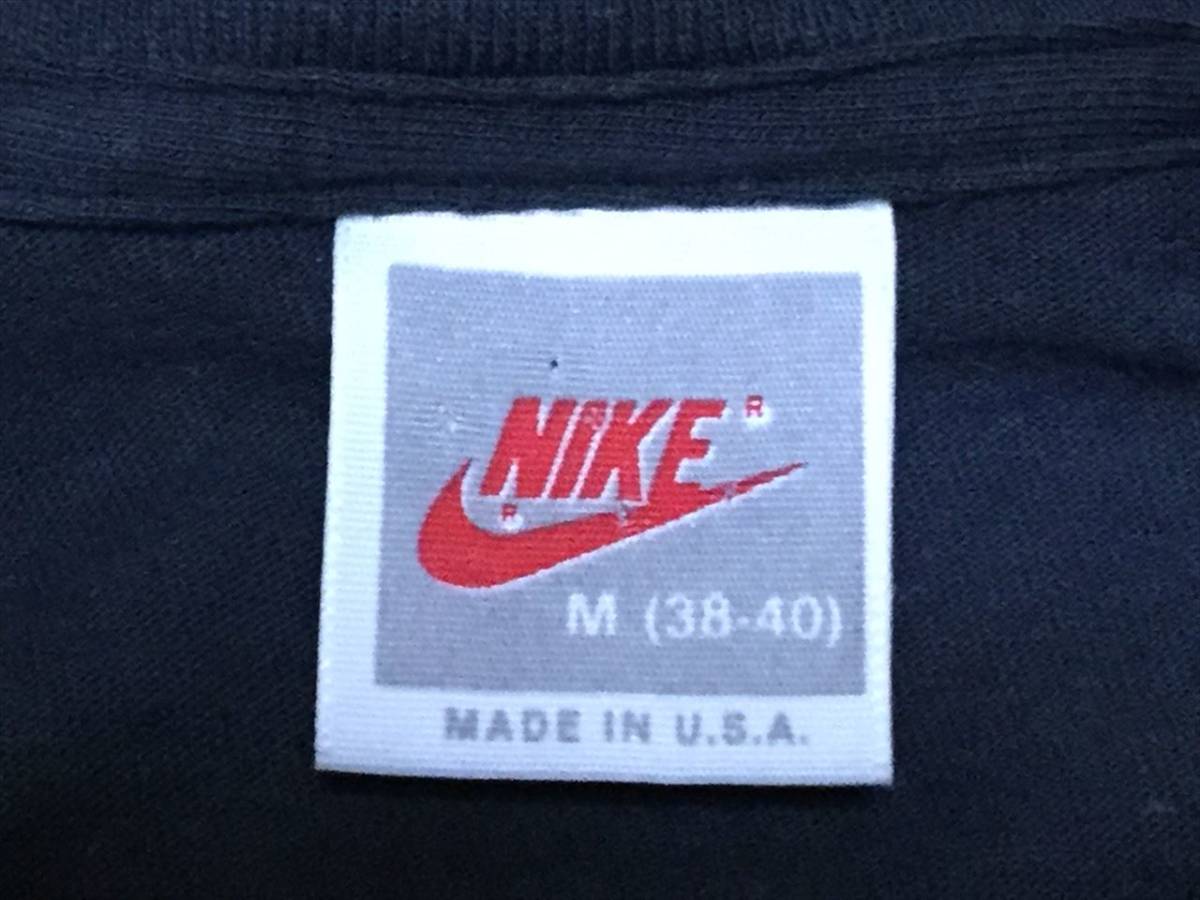 NIKE R
R
M (38-40)
MADE IN U.S.A.